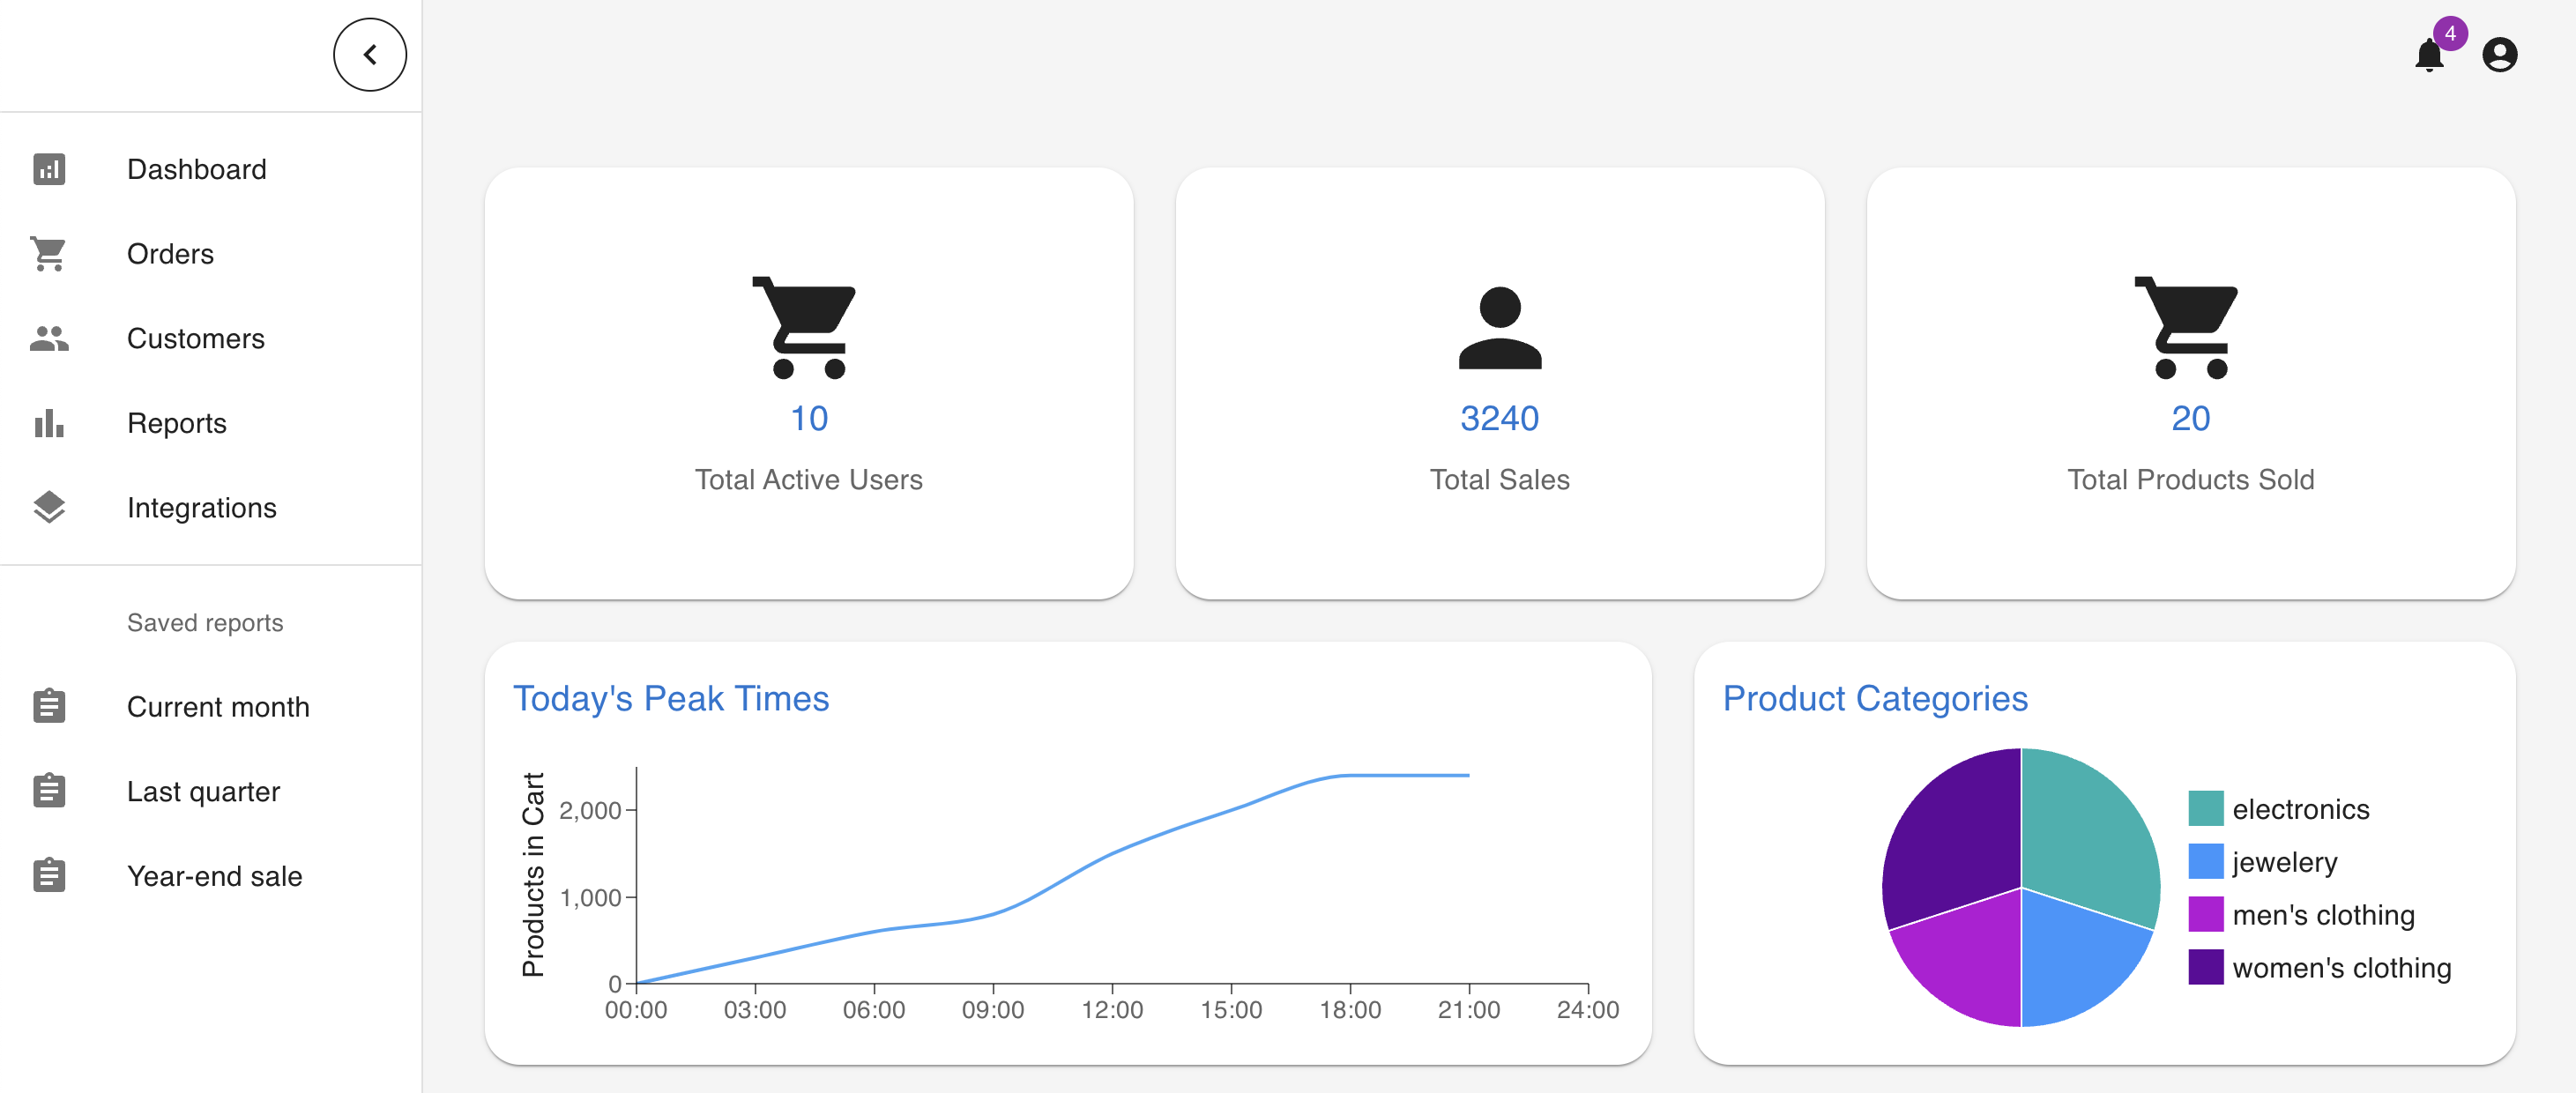 4
Dashboard
Orders
Customers
Reports
Integrations
Saved reports
Current month
Last quarter
Year-end sale
10
Total Active Users
3240
Total Sales
20
Total Products Sold
Today's Peak Times
Products in Cart
2,000
1,000
0
00:00 03:00 06:00 09:00 12:00 15:00 18:00 21:00 24:00
Product Categories
electronics
jewelery
men's clothing
women's clothing